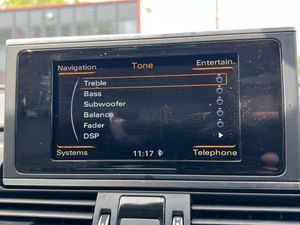 Navigation Tone Entertain.
Treble
Bass
Subwoofer
Balance
Fader
DSP
Systems 11:17 Telephone